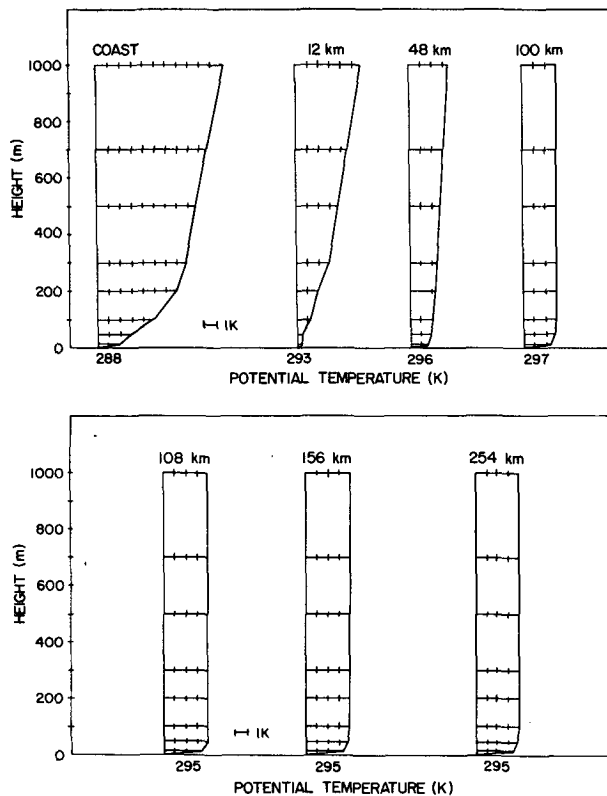 COAST 12 km 48 km 100 km
1000
800
600
400
200
0
HEIGHT (m)
1K
288 293 296 297
POTENTIAL TEMPERATURE (K)
108 km 156 km 254 km
1000
800
600
400
200
0
HEIGHT (m)
1K
295 295 295
POTENTIAL TEMPERATURE (K)